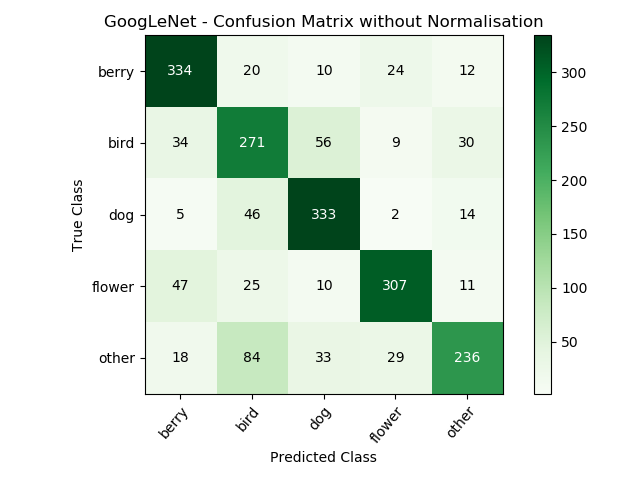 GoogLeNet - Confusion Matrix without Normalisation
berry 334 20 10 24 12
bird 34 271 56 9 30
dog 5 46 333 2 14
flower 47 25 10 307 11
other 18 84 33 29 236
berry bird dog flower other
Predicted Class
True Class
300
250
200
150
100
50